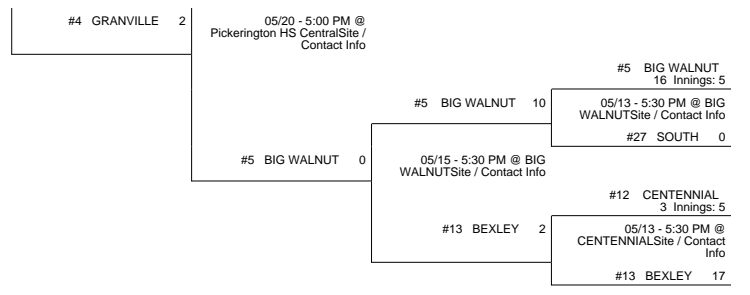 #4 GRANVILLE 2
05/20 - 5:00 PM @
Pickerington HS CentralSite /
Contact Info
#5 BIG WALNUT
16 Innings: 5
#5 BIG WALNUT 10
05/13 - 5:30 PM @ BIG
WALNUTSite / Contact Info
#27 SOUTH 0
#5 BIG WALNUT 0
05/15 - 5:30 PM @ BIG
WALNUTSite / Contact Info
#12 CENTENNIAL
3 Innings: 5
#13 BEXLEY 2
05/13 - 5:30 PM @
CENTENNIALSite / Contact
Info
#13 BEXLEY 17